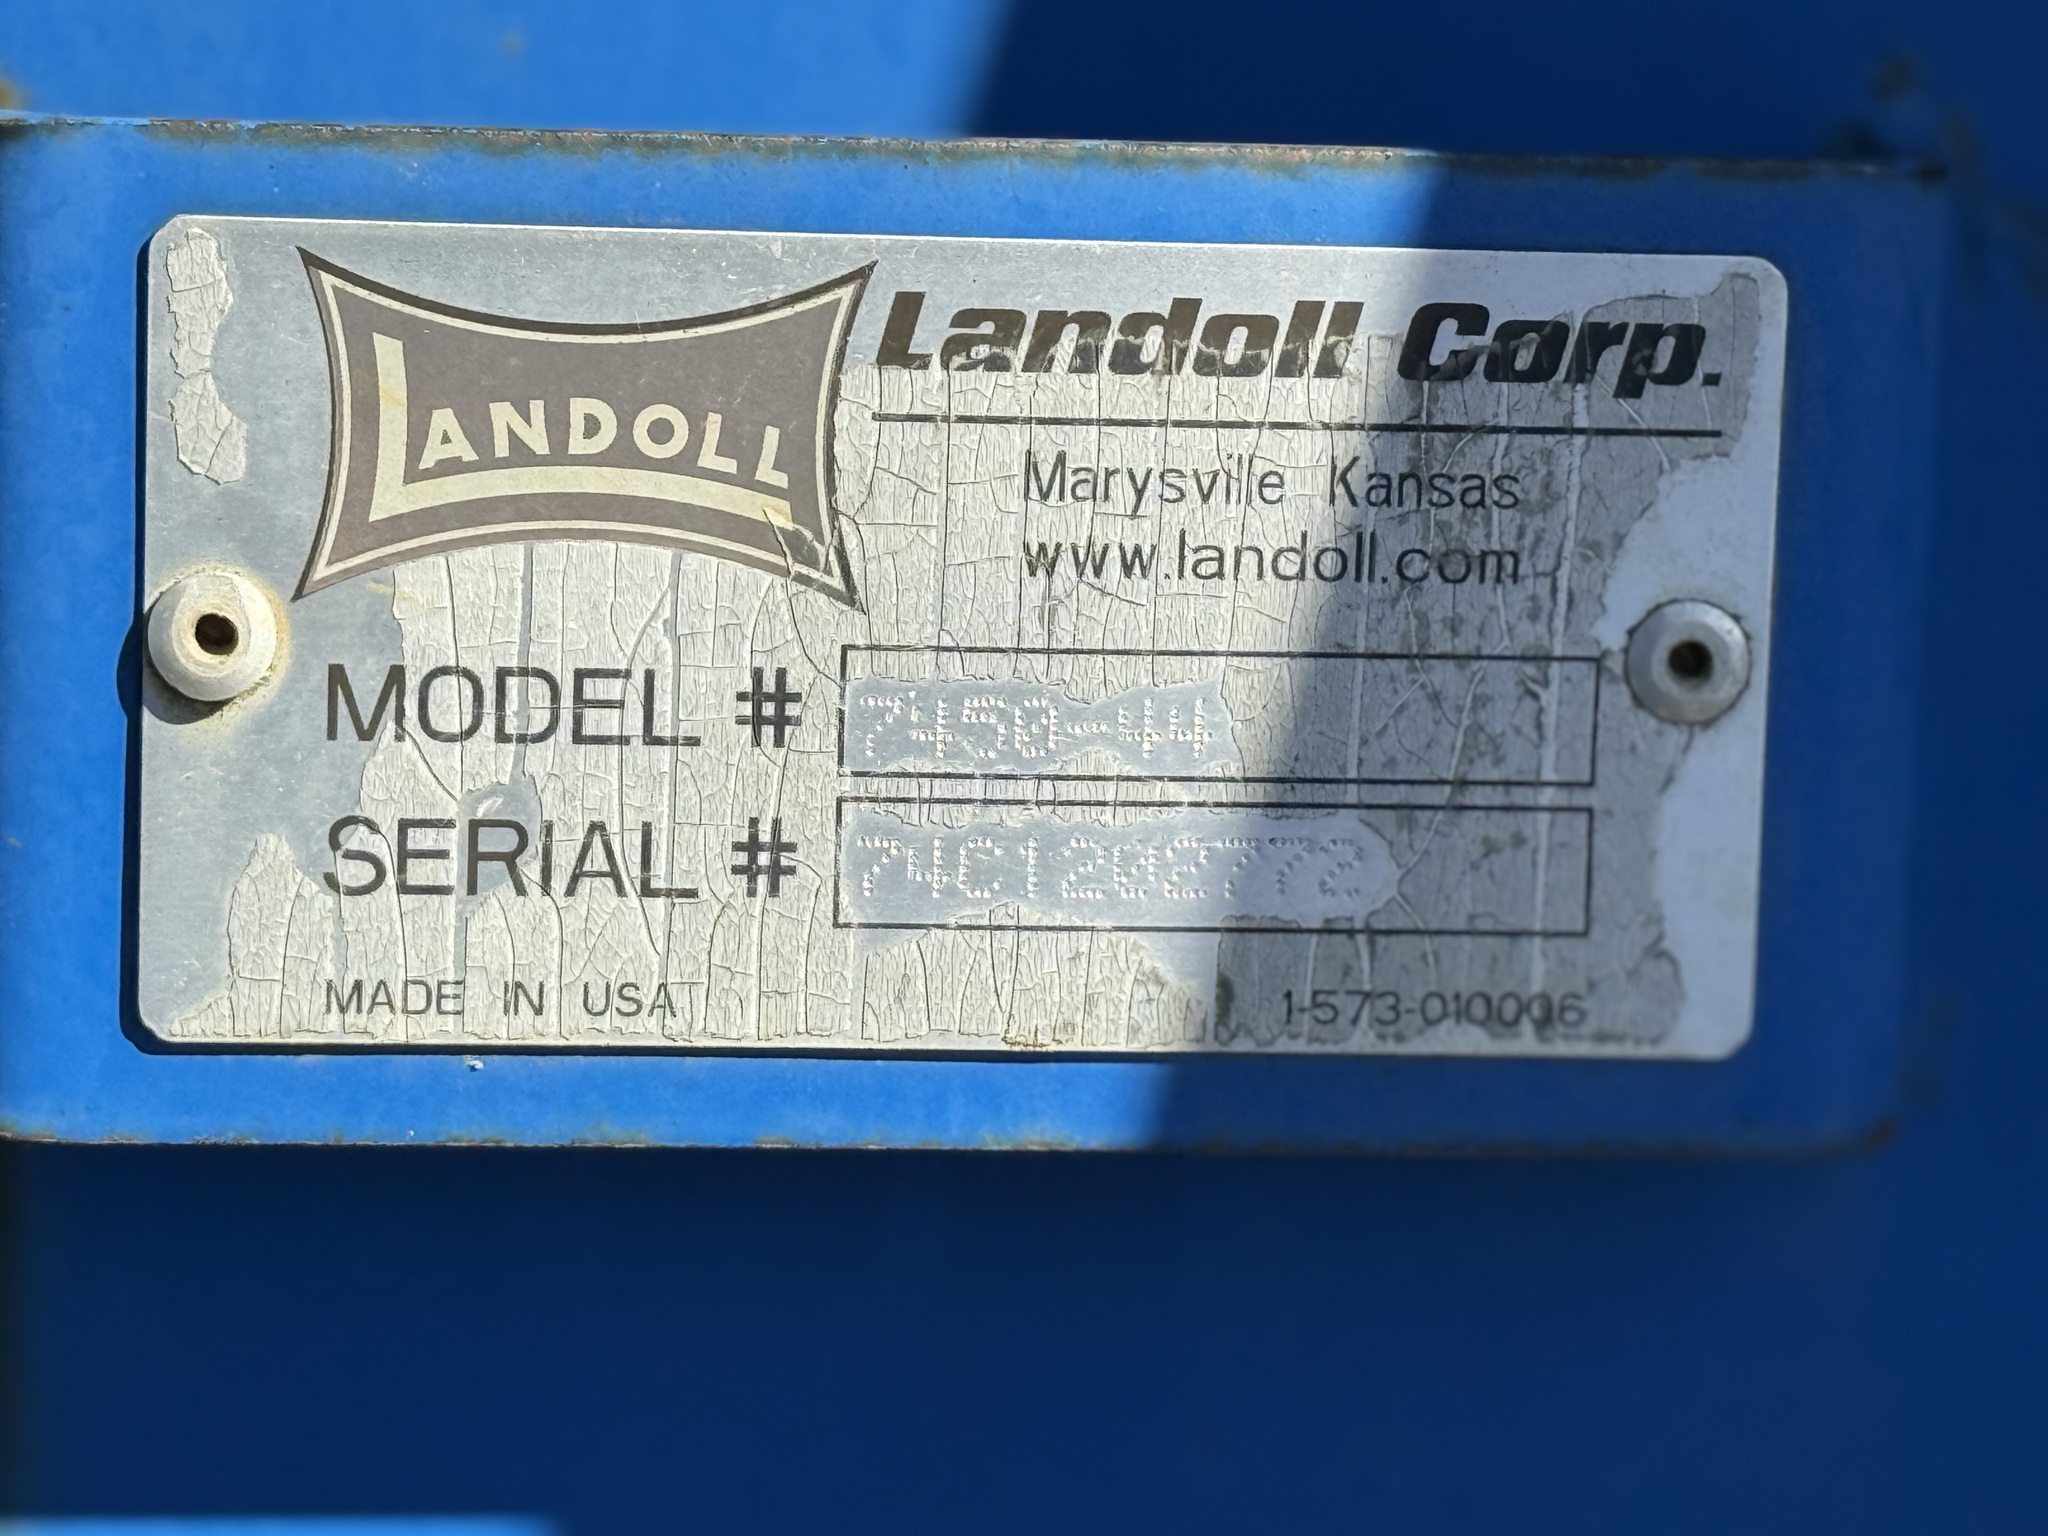 LANDOLL
Landoll Corp.
Marysville Kansas
www.landoll.com
MODEL # 7450-44
SERIAL #
MADE IN USA
1-573-010006